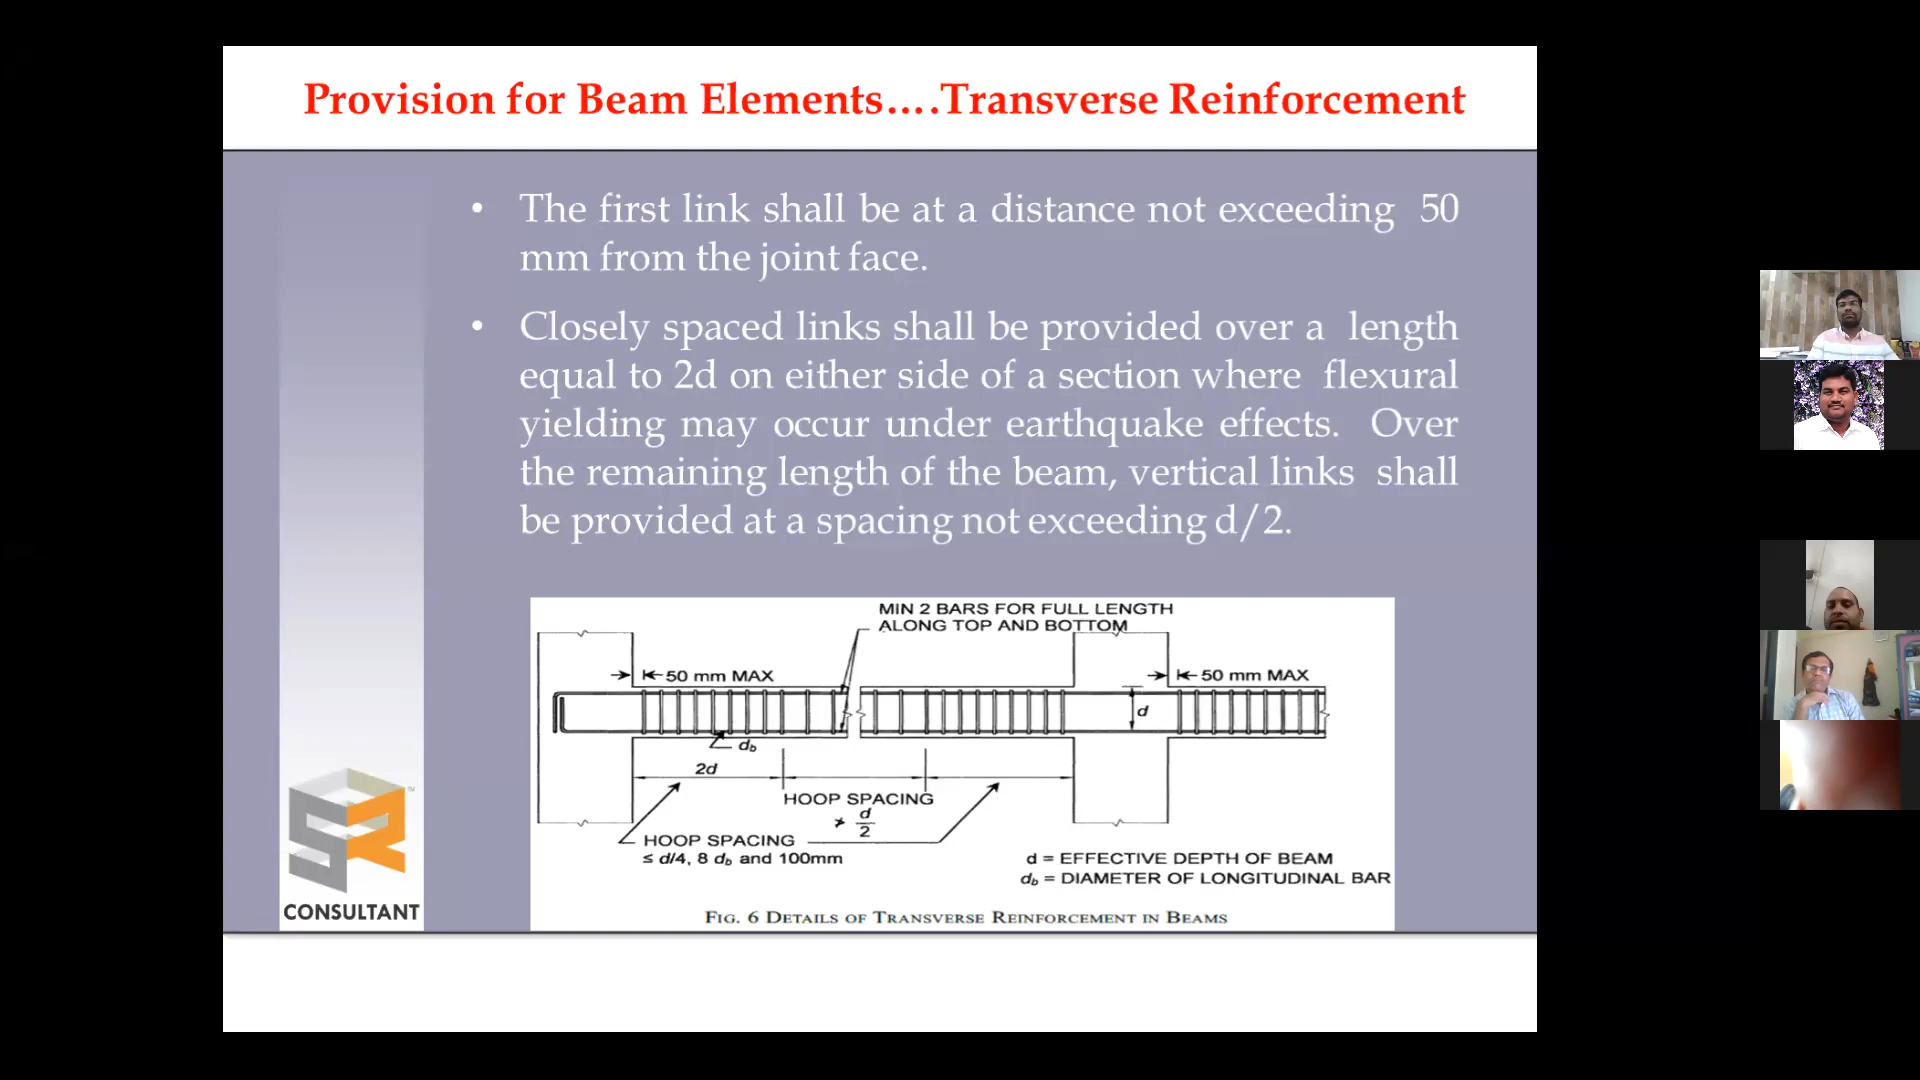 Provision for Beam Elements….Transverse Reinforcement
• The first link shall be at a distance not exceeding 50
mm from the joint face.
• Closely spaced links shall be provided over a length
equal to 2d on either side of a section where flexural
yielding may occur under earthquake effects. Over
the remaining length of the beam, vertical links shall
be provided at a spacing not exceeding d/2.
MIN 2 BARS FOR FULL LENGTH
ALONG TOP AND BOTTOM
50 mm MAX
50 mm MAX
d
db
2d
HOOP SPACING
≯ d/2
HOOP SPACING
≤ d/4, 8 db and 100mm
d = EFFECTIVE DEPTH OF BEAM
db = DIAMETER OF LONGITUDINAL BAR
FIG. 6 DETAILS OF TRANSVERSE REINFORCEMENT IN BEAMS
SR
TM
CONSULTANT